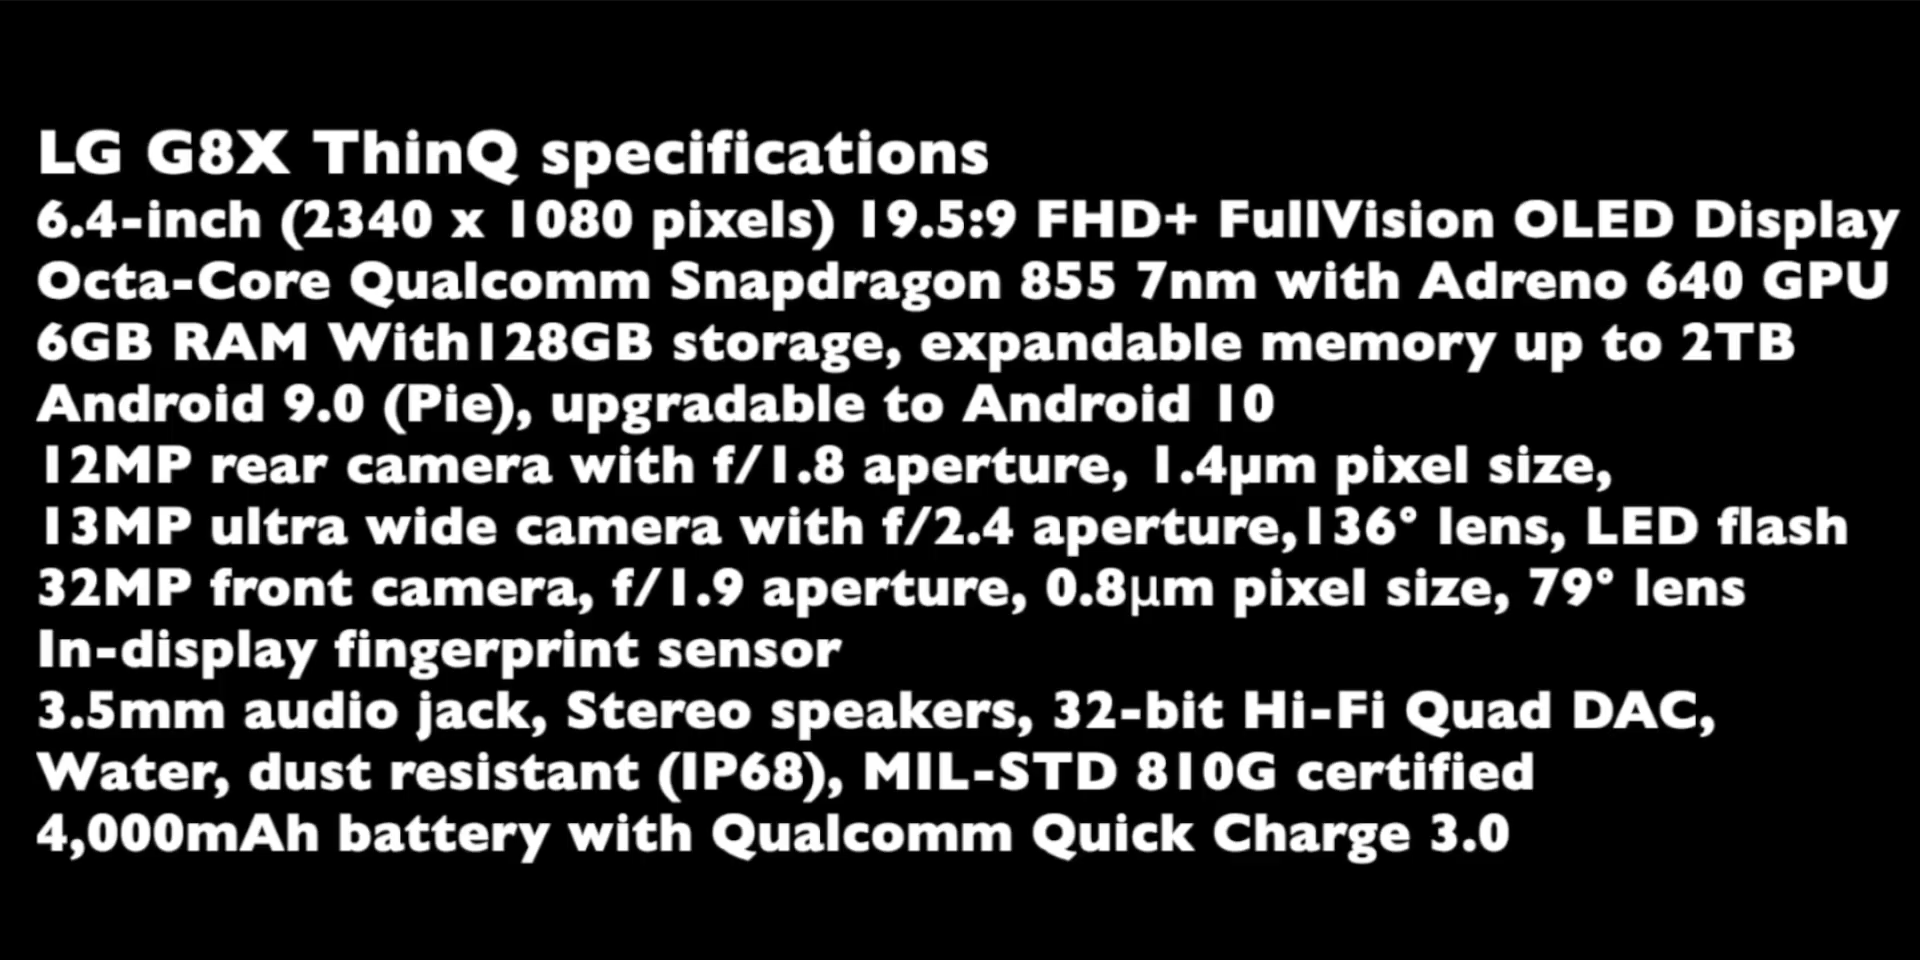 LG G8X ThinQ specifications
6.4-inch (2340 x 1080 pixels) 19.5:9 FHD+ FullVision OLED Display
Octa-Core Qualcomm Snapdragon 855 7nm with Adreno 640 GPU
6GB RAM With128GB storage, expandable memory up to 2TB
Android 9.0 (Pie), upgradable to Android 10
12MP rear camera with f/1.8 aperture, 1.4μm pixel size,
13MP ultra wide camera with f/2.4 aperture,136° lens, LED flash
32MP front camera, f/1.9 aperture, 0.8μm pixel size, 79° lens
In-display fingerprint sensor
3.5mm audio jack, Stereo speakers, 32-bit Hi-Fi Quad DAC,
Water, dust resistant (IP68), MIL-STD 810G certified
4,000mAh battery with Qualcomm Quick Charge 3.0